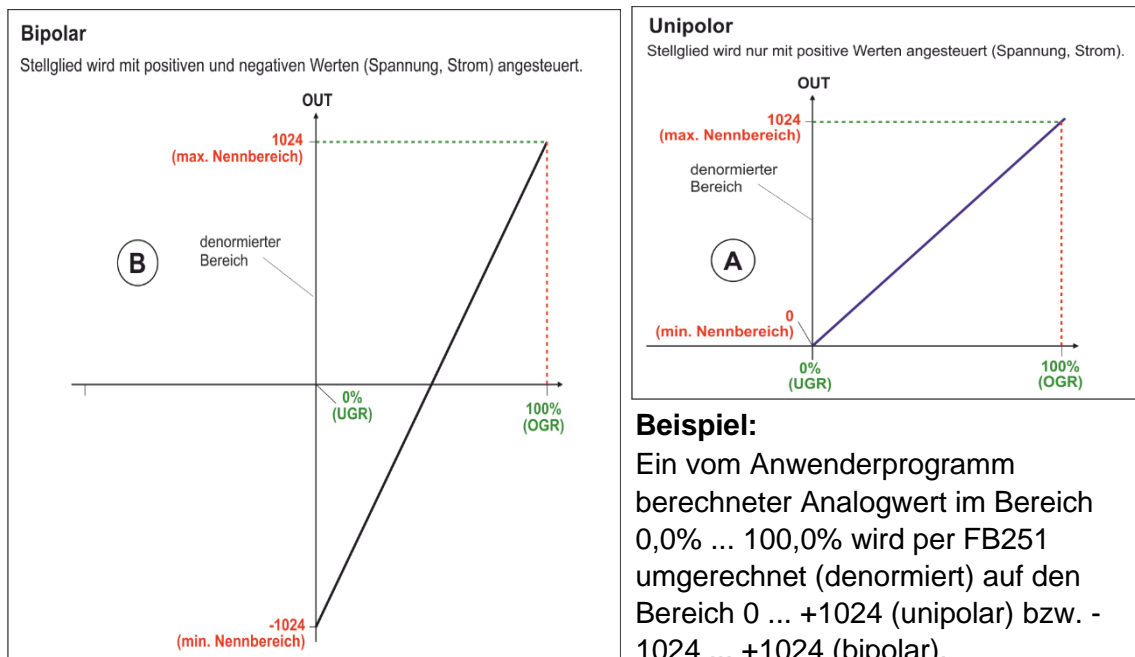 Bipolar
Stellglied wird mit positiven und negativen Werten (Spannung, Strom) angesteuert.
OUT
1024
(max. Nennbereich)
denormierter
Bereich
B
0%
(UGR)
100%
(OGR)
-1024
(min. Nennbereich)
Unipolor
Stellglied wird nur mit positive Werten angesteuert (Spannung, Strom).
OUT
1024
(max. Nennbereich)
denormierter
Bereich
A
0
(min. Nennbereich)
0%
(UGR)
100%
(OGR)
Beispiel:
Ein vom Anwenderprogramm
berechneter Analogwert im Bereich
0,0% ... 100,0% wird per FB251
umgerechnet (denormiert) auf den
Bereich 0 ... +1024 (unipolar) bzw. -
1024 ... +1024 (bipolar).